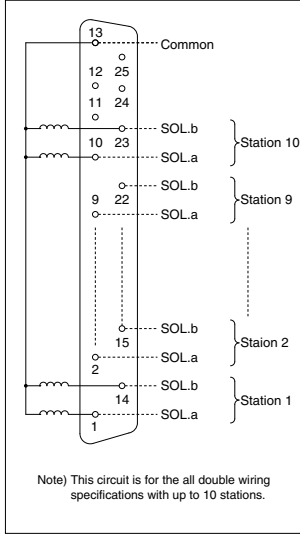 13
Common
12 25
11 24
SOL.b
10 23 Station 10
SOL.a
SOL.b
9 22 Station 9
SOL.a
SOL.b
15 Staion 2
2 SOL.a
SOL.b
14 Station 1
SOL.a
1
Note) This circuit is for the all double wiring
specifications with up to 10 stations.